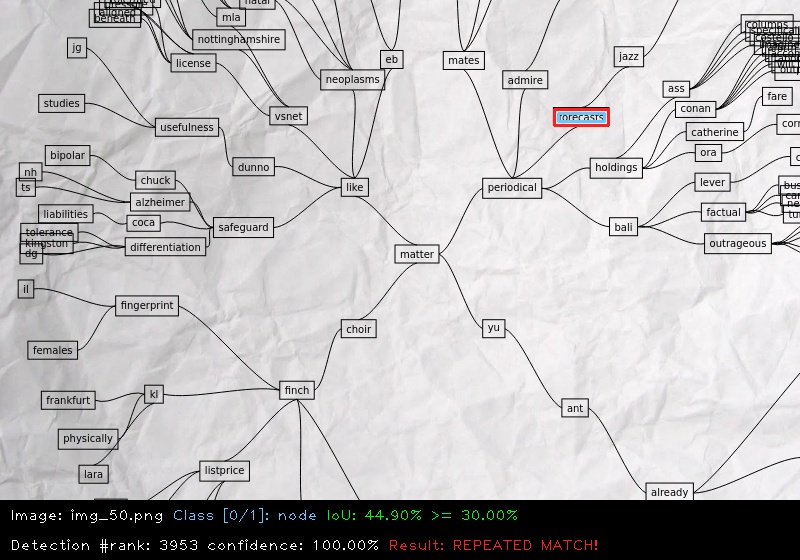 natal
columns
mla
nottinghamshire
jg
eb
mates
jazz
license
neoplasms
admire
ass
fare
studies
conan
vsnet
forecasts
usefulness
catherine
bipolar
ora
dunno
holdings
nh
chuck
lever
ts
like
periodical
alzheimer
liabilities
coca
factual
tolerance
safeguard
bali
kingston
differentiation
outrageous
dg
matter
il
fingerprint
choir
yu
females
finch
kl
frankfurt
ant
physically
lara
listprice
already
Image: img_50.png Class [0/1]: node IoU: 44.90% >= 30.00%
Detection #rank: 3953 confidence: 100.00% Result: REPEATED MATCH!